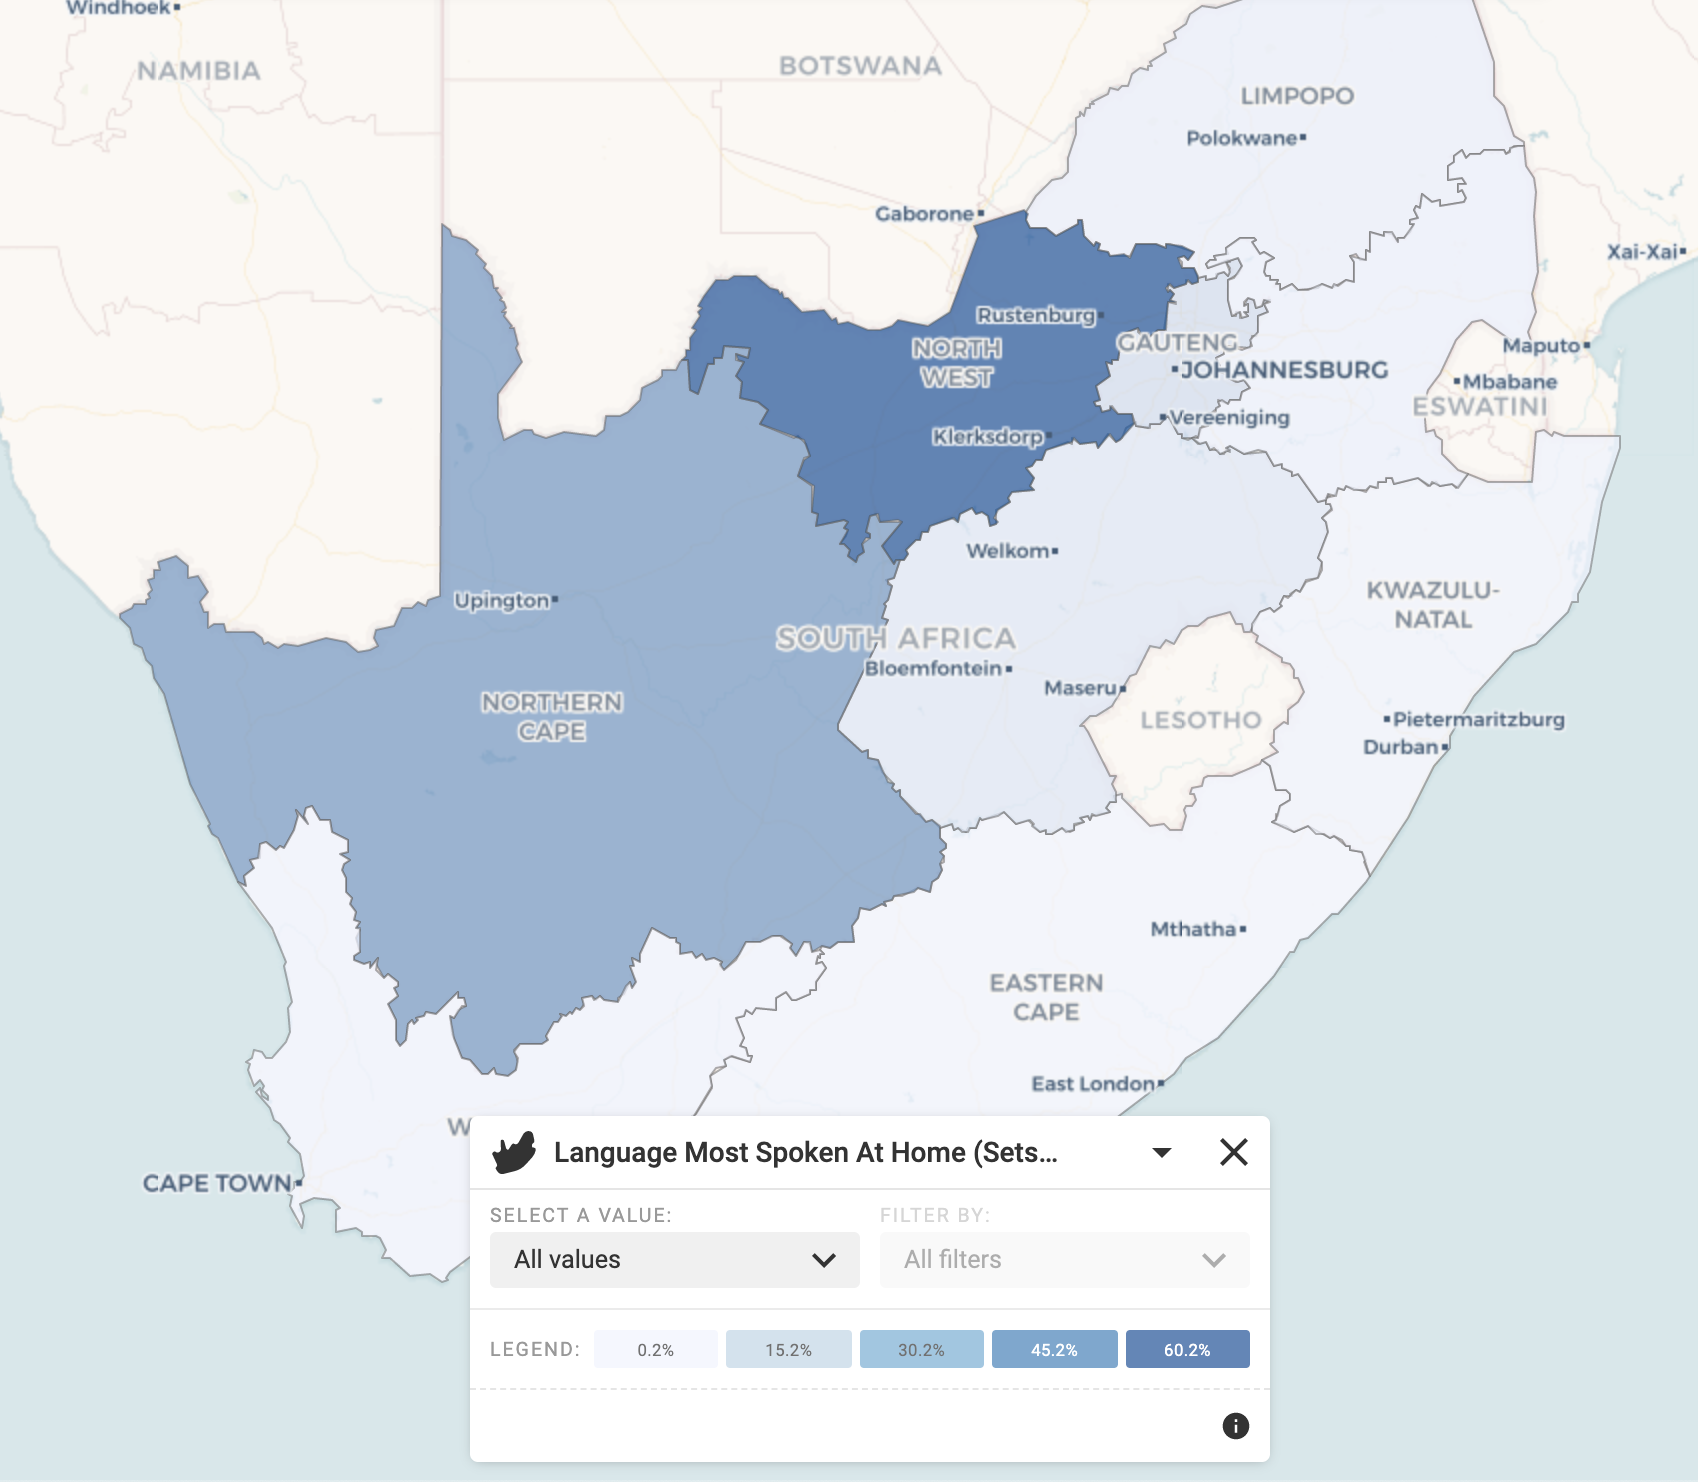 Windhoek
NAMIBIA
BOTSWANA
LIMPOPO
Polokwane
Gaborone
Xai-Xai
Rustenburg
GAUTENG
NORTH
WEST
Maputo
JOHANNESBURG
Mbabane
ESWATINI
Vereeniging
Klerksdorp
Welkom
KWAZULU-
NATAL
Upington
SOUTH AFRICA
Bloemfontein
Maseru
NORTHERN
CAPE
LESOTHO
Pietermaritzburg
Durban
Mthatha
EASTERN
CAPE
East London
W
CAPE TOWN
Language Most Spoken At Home (Sets...
SELECT A VALUE:
FILTER BY:
All values
All filters
LEGEND: 0.2% 15.2% 30.2% 45.2% 60.2%